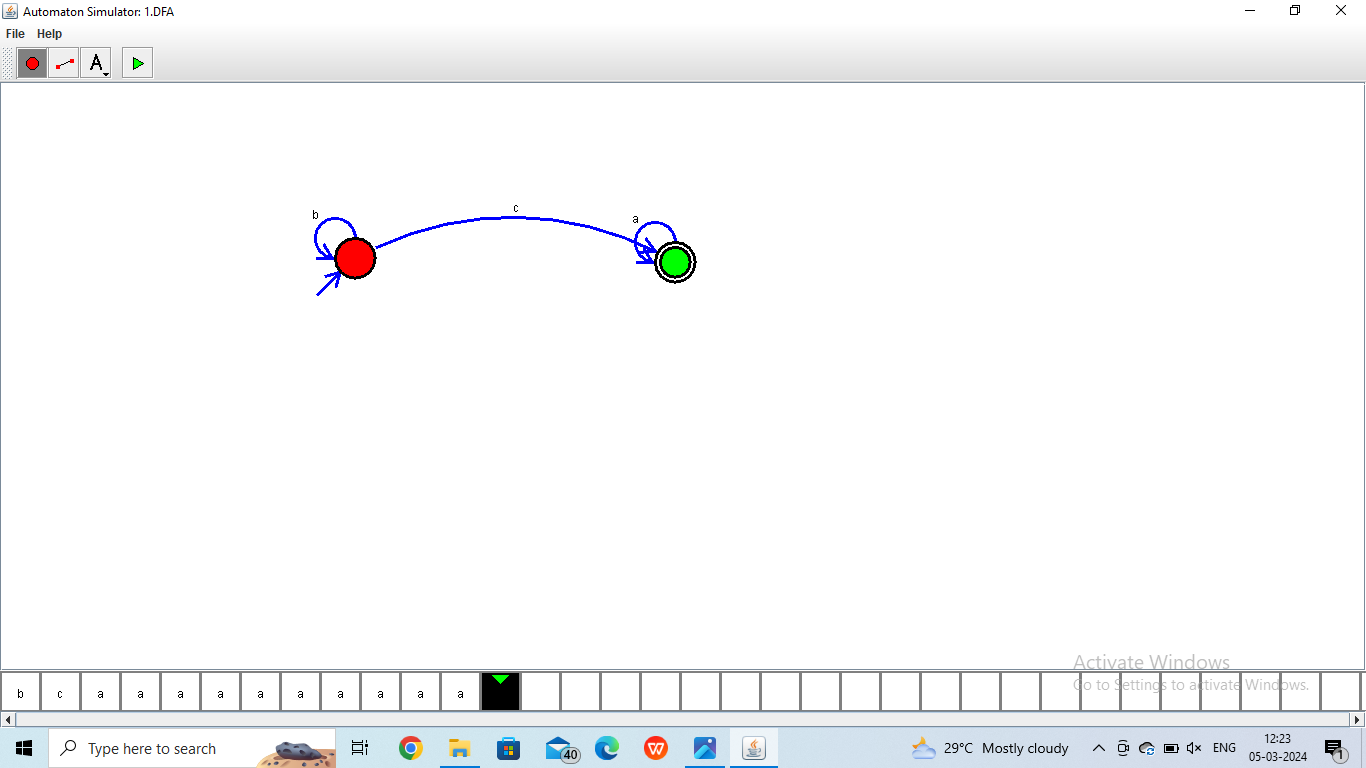 Automaton Simulator: 1.DFA
File Help
A
b
c
a
b c a a a a a a a a a a
Activate Windows
Go to Settings to activate Windows.
Type here to search
40
W
29°C Mostly cloudy
ENG
12:23
05-03-2024
1